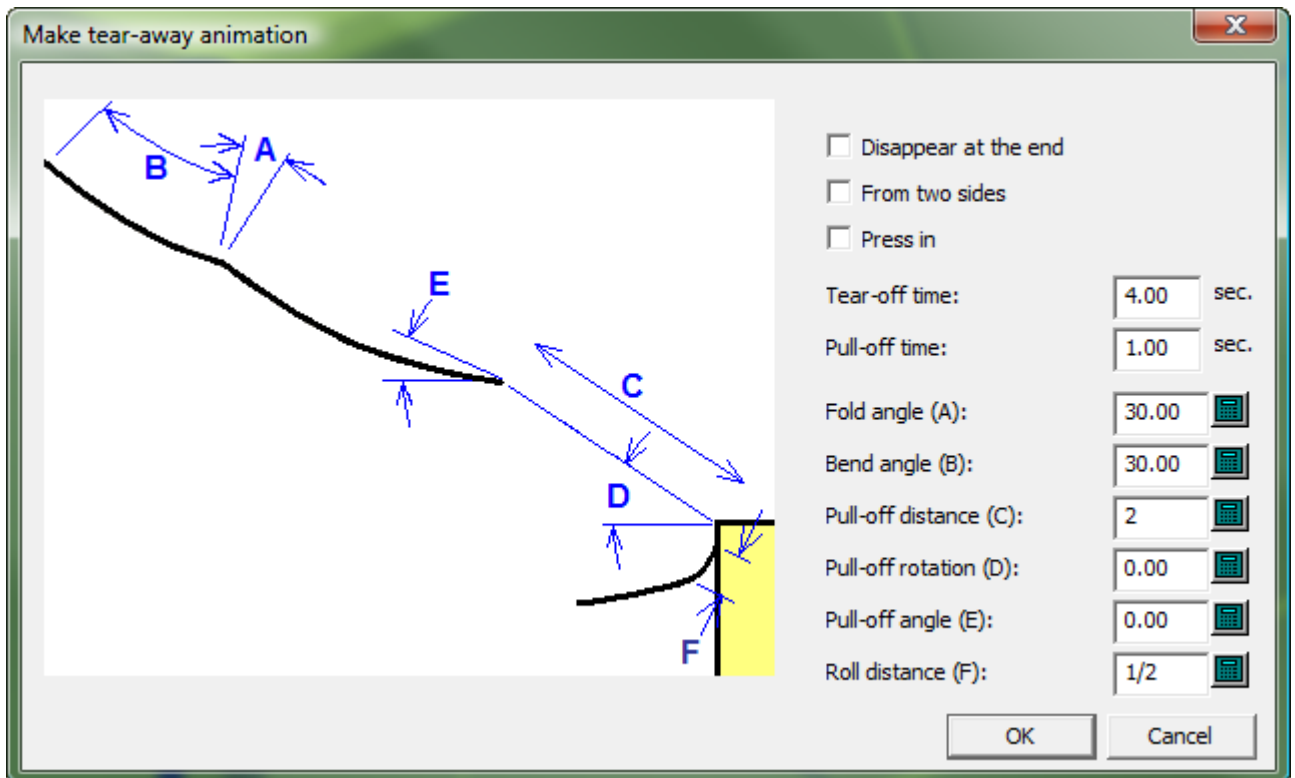 Make tear-away animation
B
A
E
C
D
F
Disappear at the end
From two sides
Press in
Tear-off time: 4.00 sec.
Pull-off time: 1.00 sec.
Fold angle (A): 30.00
Bend angle (B): 30.00
Pull-off distance (C): 2
Pull-off rotation (D): 0.00
Pull-off angle (E): 0.00
Roll distance (F): 1/2
OK Cancel